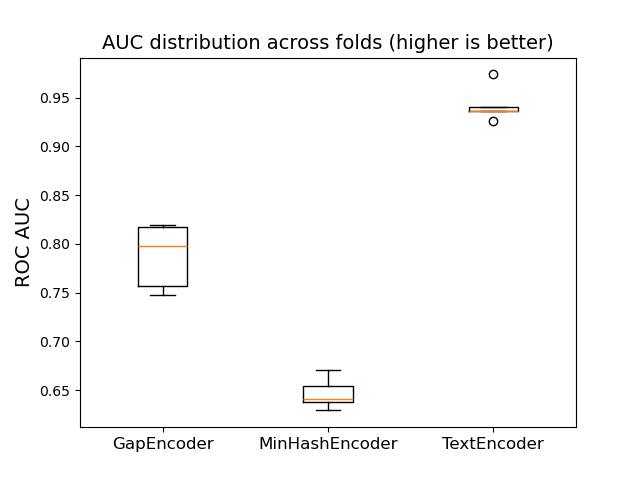 AUC distribution across folds (higher is better)
ROC AUC
0.95
0.90
0.85
0.80
0.75
0.70
0.65
GapEncoder
MinHashEncoder
TextEncoder